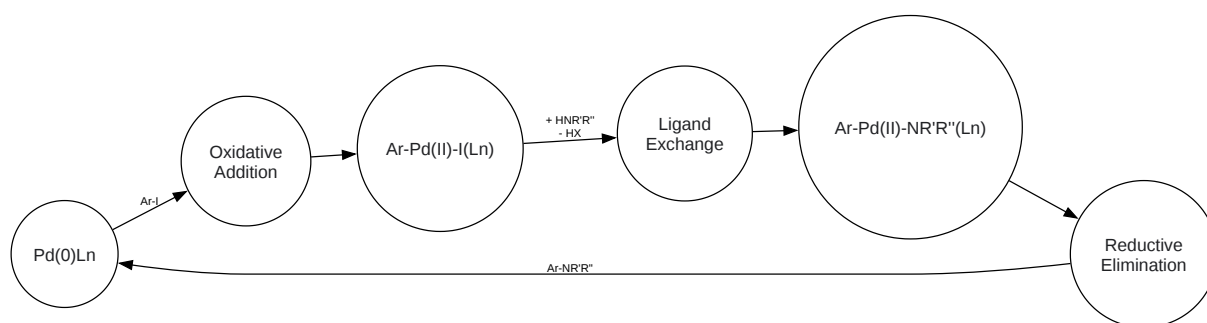 Pd(0)Ln
Ar-I
Oxidative
Addition
Ar-Pd(II)-I(Ln)
+ HNR'R"
- HX
Ligand
Exchange
Ar-Pd(II)-NR'R"(Ln)
Reductive
Elimination
Ar-NR'R"